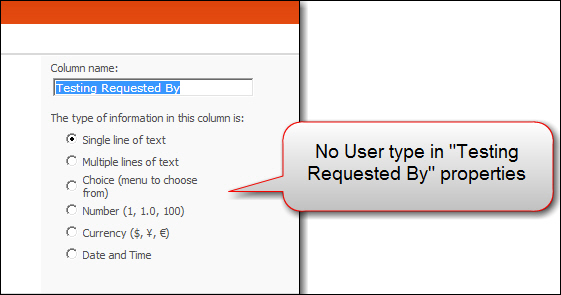 Column name:
Testing Requested By
The type of information in this column is:
Single line of text
Multiple lines of text
Choice (menu to choose
from)
Number (1, 1.0, 100)
Currency ($, ¥, €)
Date and Time
No User type in "Testing
Requested By" properties